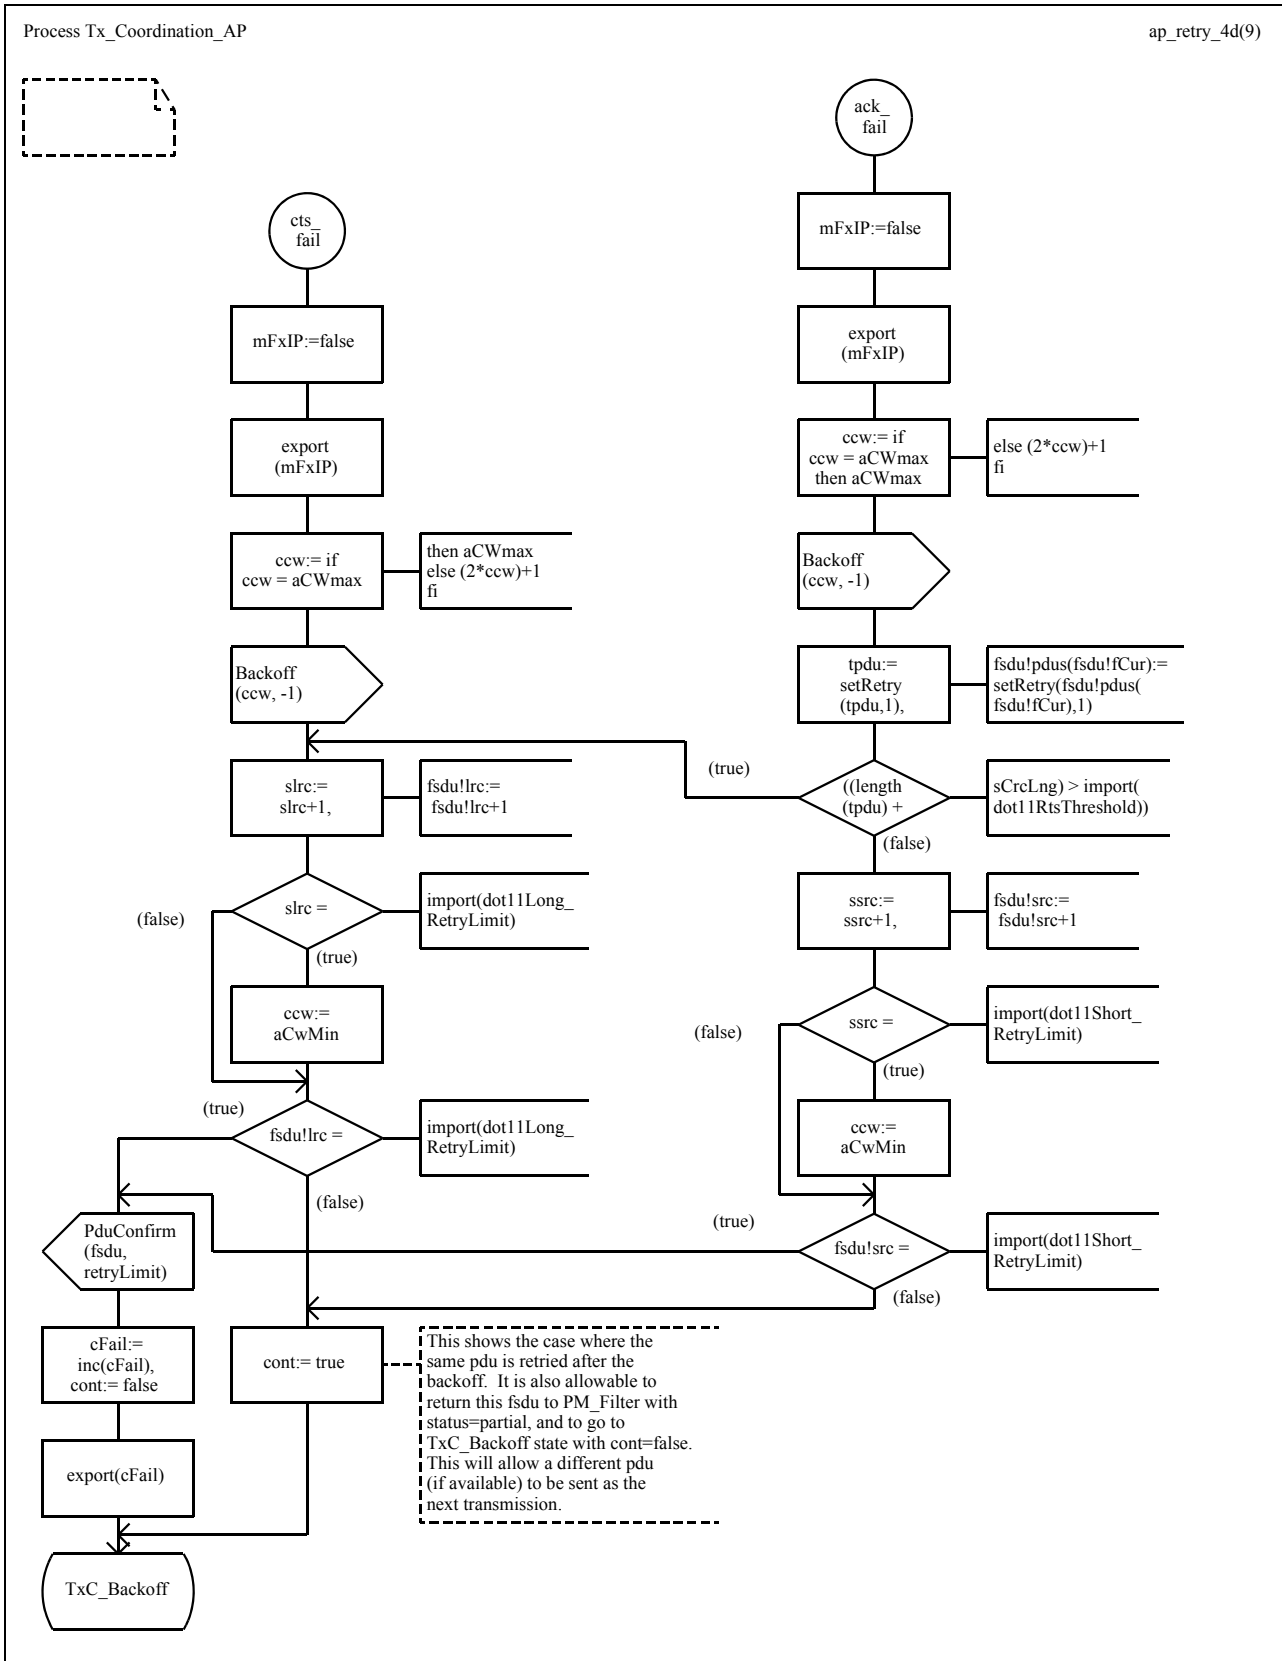 Process Tx_Coordination_AP
ap_retry_4d(9)
cts_
fail
mFxIP:=false
export
(mFxIP)
ccw:= if
ccw = aCWmax
then aCWmax
else (2*ccw)+1
fi
Backoff
(ccw, -1)
slrc:=
slrc+1,
fsdu!lrc:=
fsdu!lrc+1
slrc =
import(dot11Long_
RetryLimit)
(false)
(true)
ccw:=
aCwMin
(true)
fsdu!lrc =
import(dot11Long_
RetryLimit)
(false)
PduConfirm
(fsdu,
retryLimit)
cFail:=
inc(cFail),
cont:= false
export(cFail)
cont:= true
This shows the case where the
same pdu is retried after the
backoff.  It is also allowable to
return this fsdu to PM_Filter with
status=partial, and to go to
TxC_Backoff state with cont=false.
This will allow a different pdu
(if available) to be sent as the
next transmission.
TxC_Backoff
ack_
fail
mFxIP:=false
export
(mFxIP)
ccw:= if
ccw = aCWmax
then aCWmax
else (2*ccw)+1
fi
Backoff
(ccw, -1)
tpdu:=
setRetry
(tpdu,1),
fsdu!pdus(fsdu!fCur):=
setRetry(fsdu!pdus(
fsdu!fCur),1)
(true)
((length
(tpdu) +
sCrcLng) > import(
dot11RtsThreshold))
(false)
ssrc:=
ssrc+1,
fsdu!src:=
fsdu!src+1
ssrc =
import(dot11Short_
RetryLimit)
(false)
(true)
ccw:=
aCwMin
(true)
fsdu!src =
import(dot11Short_
RetryLimit)
(false)